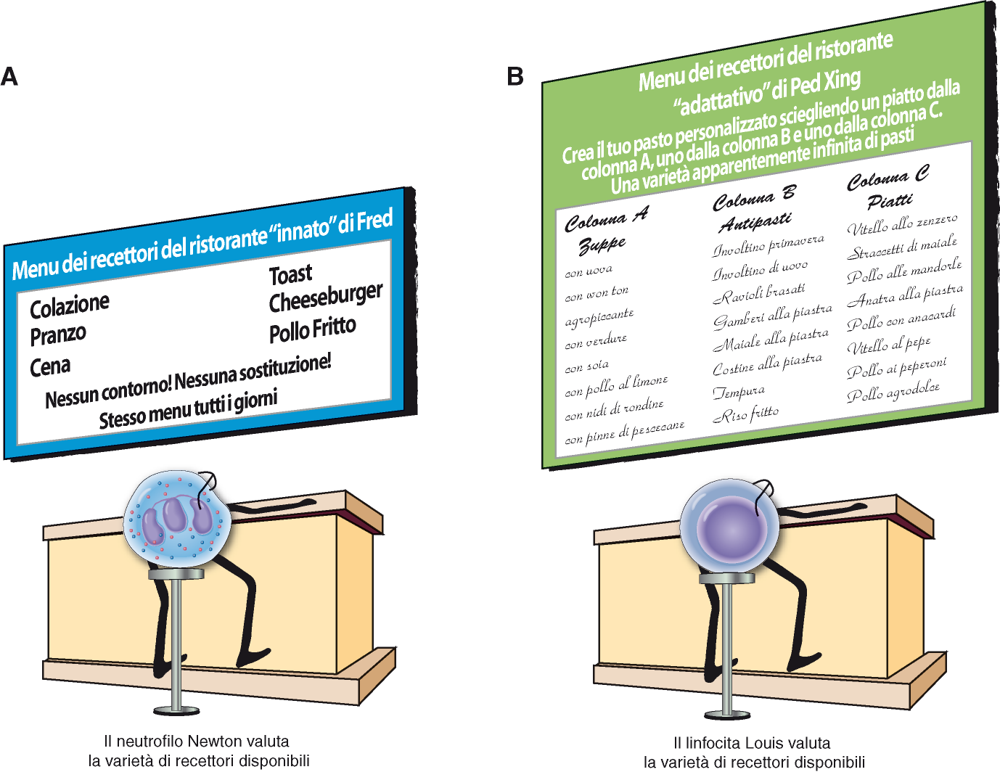 A
Menu dei recettori del ristorante “innato” di Fred
Colazione
Pranzo
Cena
Toast
Cheeseburger
Pollo Fritto
Nessun contorno! Nessuna sostituzione!
Stesso menu tutti i giorni
Il neutrofilo Newton valuta
la varietà di recettori disponibili
B
Menu dei recettori del ristorante
“adattativo” di Ped Xing
Crea il tuo pasto personalizzato sciegliendo un piatto dalla
colonna A, uno dalla colonna B e uno dalla colonna C.
Una varietà apparentemente infinita di pasti
Colonna A
Zuppe
con uova
con won ton
agropiccante
con verdure
con soia
con pollo al limone
con nidi di rondine
con pinne di pescecane
Colonna B
Antipasti
Involtino primavera
Involtino di uovo
Ravioli brasati
Gamberi alla piastra
Maiale alla piastra
Costine alla piastra
Tempura
Riso fritto
Colonna C
Piatti
Vitello allo zenzero
Straccetti di maiale
Pollo alle mandorle
Anatra alla piastra
Pollo con anacardi
Vitello al pepe
Pollo ai peperoni
Pollo agrodolce
Il linfocita Louis valuta
la varietà di recettori disponibili